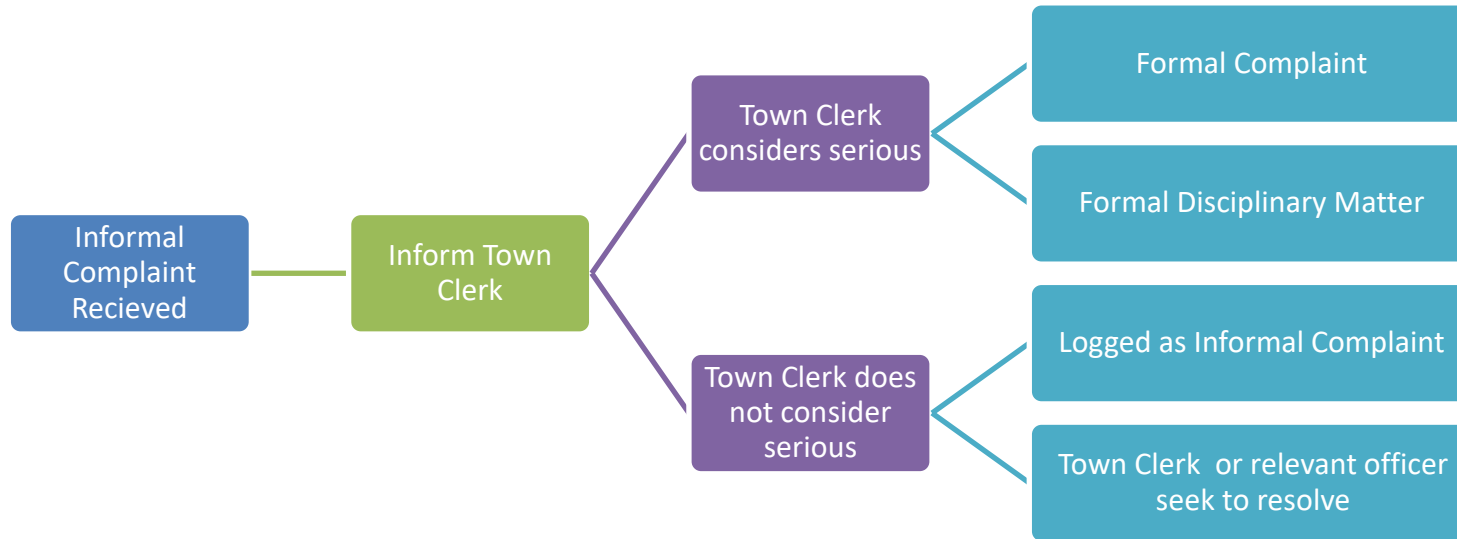 Informal
Complaint
Recieved
Inform Town
Clerk
Town Clerk
considers serious
Formal Complaint
Formal Disciplinary Matter
Town Clerk does
not consider
serious
Logged as Informal Complaint
Town Clerk  or relevant officer
seek to resolve